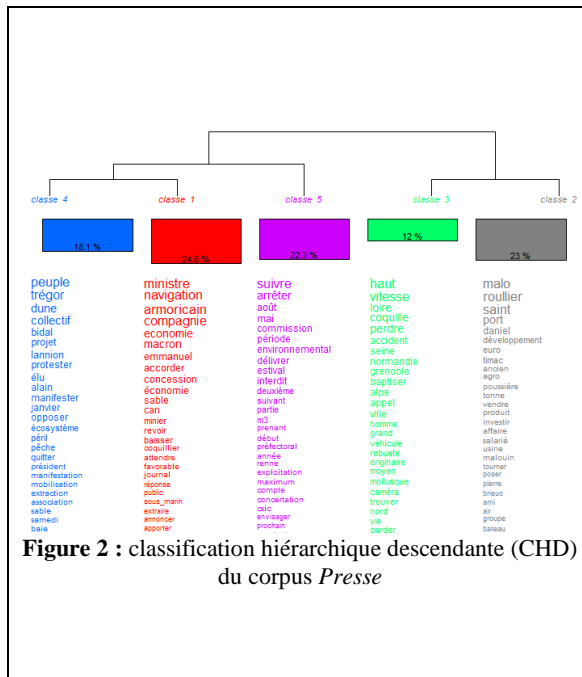 classe 4 classe 1 classe 5 classe 3 classe 2
18.1 % 24.6 % 22.3 % 12 % 23 %
peuple
trégor
dune
collectif
bidal
projet
lannion
protester
élu
alain
manifester
janvier
opposer
écosystème
péril
pêche
quitter
président
manifestation
mobilisation
extraction
association
sable
samedi
baie
ministre
navigation
armoricain
compagnie
economie
macron
emmanuel
accorder
concession
économie
sable
can
minier
revoir
baisser
coquillier
attendre
favorable
journal
réponse
public
sous_marin
extraire
annoncer
apporter
suivre
arrêter
août
mai
commission
période
environnemental
délivrer
estival
interdit
deuxième
suivant
partie
m3
prenant
début
préfectoral
année
renne
exploitation
maximum
compte
concertation
csic
envisager
prochain
haut
vitesse
loire
coquille
perdre
accident
seine
normandie
grenoble
baptiser
alpe
appel
ville
homme
grand
véhicule
robuste
originaire
moyen
mollusque
caméra
trouver
nord
vie
garder
malo
roullier
saint
port
daniel
développement
euro
timac
ancien
agro
poussière
tonne
vendre
produit
investir
affaire
salarié
usine
malouin
tourner
poser
pierre
brieuc
ami
air
groupe
bateau
Figure 2 : classification hiérarchique descendante (CHD)
du corpus Presse